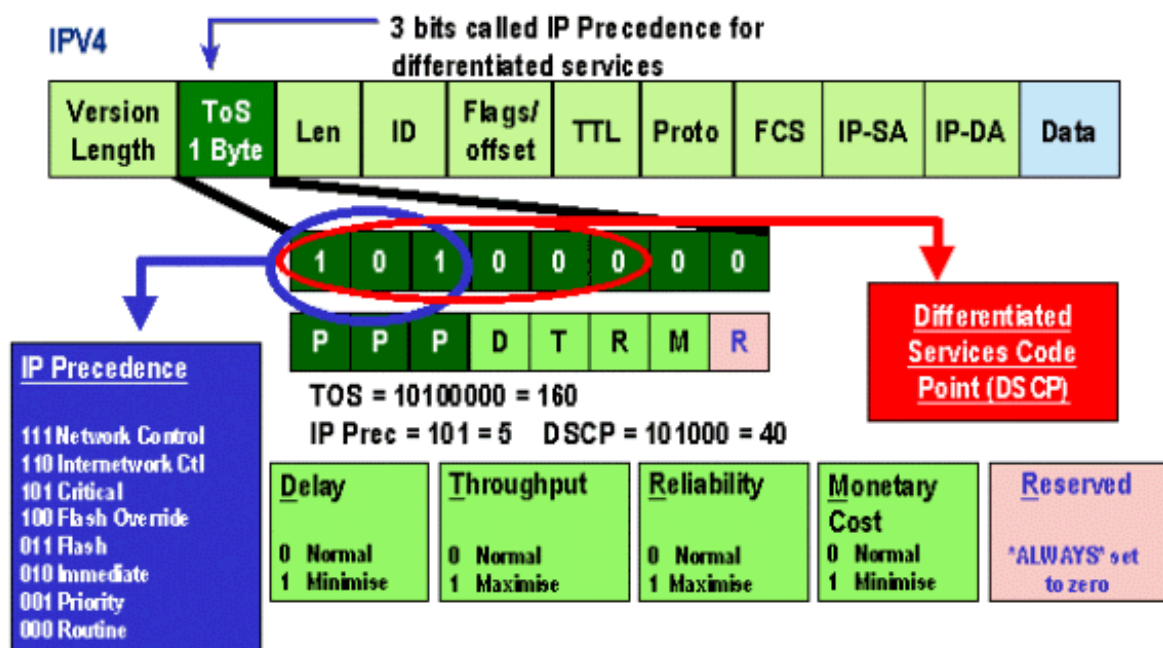 IPV4
3 bits called IP Precedence for
differentiated services
Version
Length
ToS
1 Byte
Len
ID
Flags/
offset
TTL
Proto
FCS
IP-SA
IP-DA
Data
1 0 1 0 0 0 0 0
P P P D T R M R
TOS = 10100000 = 160
IP Prec = 101 = 5 DSCP = 101000 = 40
IP Precedence
111 Network Control
110 Internetwork Ctl
101 Critical
100 Flash Override
011 Flash
010 Immediate
001 Priority
000 Routine
Differentiated
Services Code
Point (DSCP)
Delay
0 Normal
1 Minimise
Throughput
0 Normal
1 Maximise
Reliability
0 Normal
1 Maximise
Monetary
Cost
0 Normal
1 Minimise
Reserved
*ALWAYS* set
to zero